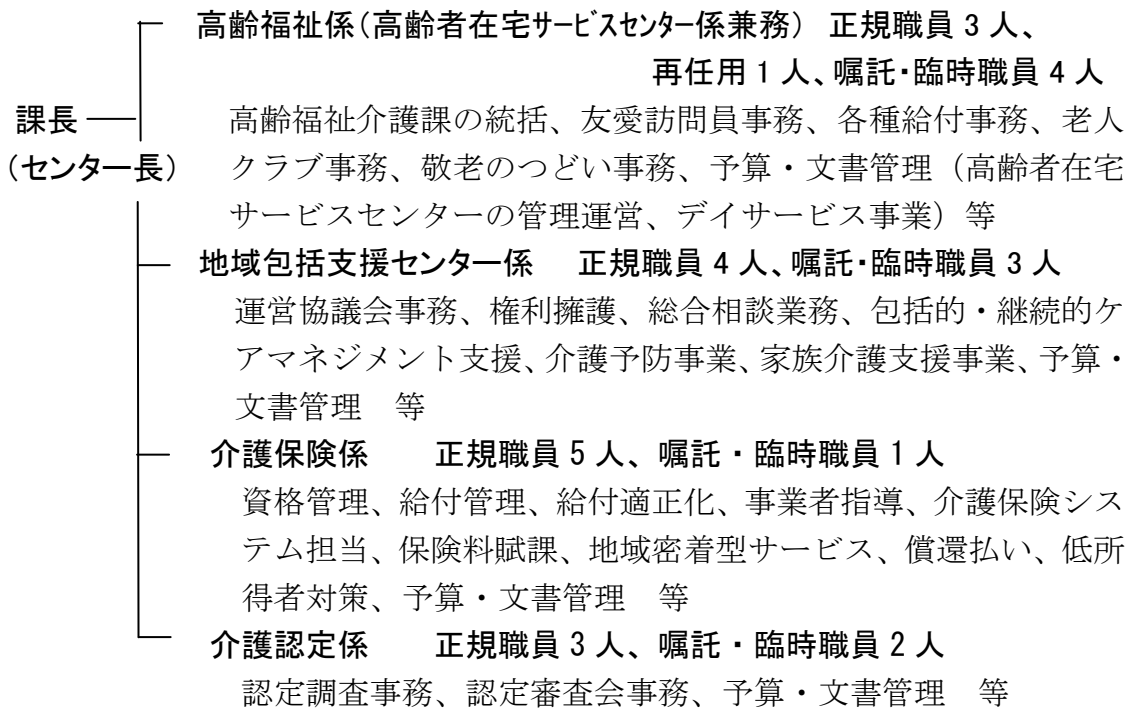 高齢福祉係(高齢者在宅サービスセンター係兼務) 正規職員3人、
再任用1人、嘱託・臨時職員4人
課長
高齢福祉介護課の統括、友愛訪問員事務、各種給付事務、老人
(センター長)
クラブ事務、敬老のつどい事務、予算・文書管理(高齢者在宅
サービスセンターの管理運営、デイサービス事業)等
地域包括支援センター係 正規職員4人、嘱託・臨時職員3人
運営協議会事務、権利擁護、総合相談業務、包括的・継続的ケ
アマネジメント支援、介護予防事業、家族介護支援事業、予算・
文書管理 等
介護保険係 正規職員5人、嘱託・臨時職員1人
資格管理、給付管理、給付適正化、事業者指導、介護保険シス
テム担当、保険料賦課、地域密着型サービス、償還払い、低所
得者対策、予算・文書管理 等
介護認定係 正規職員3人、嘱託・臨時職員2人
認定調査事務、認定審査会事務、予算・文書管理 等